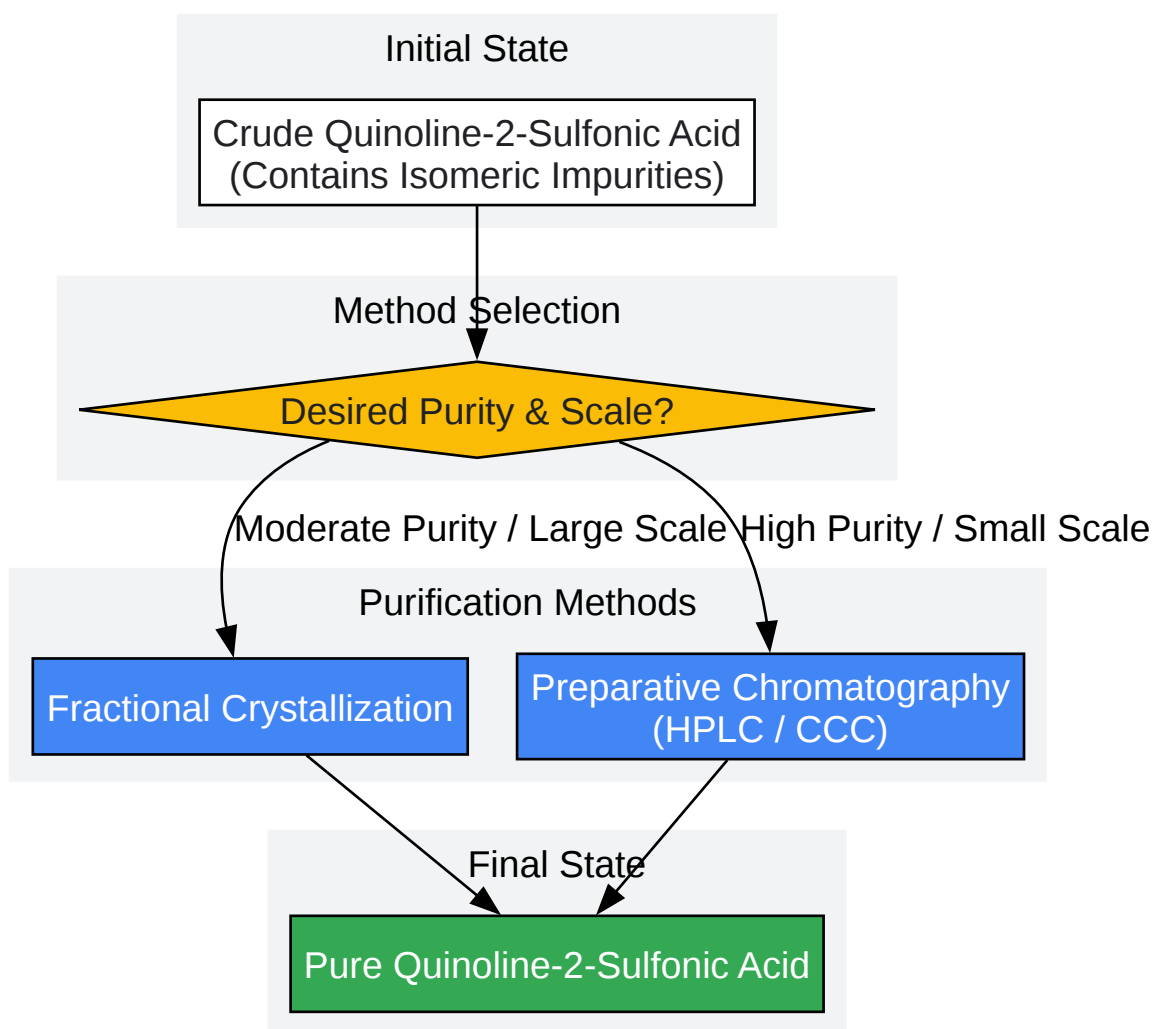 Initial State
Crude Quinoline-2-Sulfonic Acid
(Contains Isomeric Impurities)
Method Selection
Desired Purity & Scale?
Moderate Purity / Large Scale
High Purity / Small Scale
Purification Methods
Fractional Crystallization
Preparative Chromatography
(HPLC / CCC)
Final State
Pure Quinoline-2-Sulfonic Acid